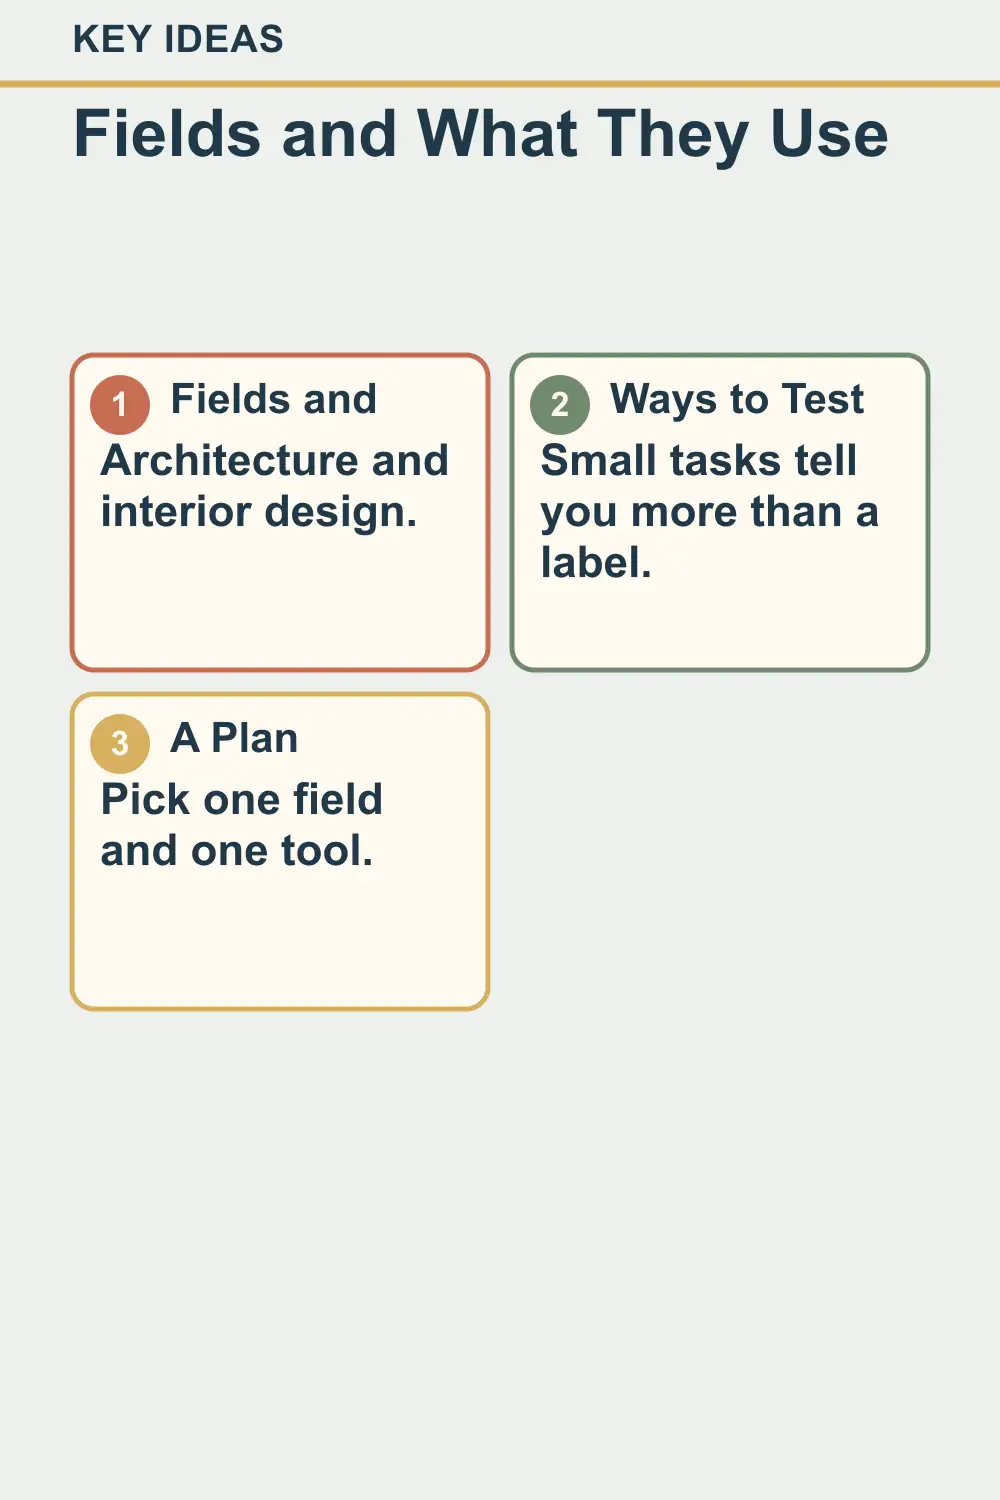 KEY IDEAS
Fields and What They Use
1 Fields and
Architecture and
interior design.
2 Ways to Test
Small tasks tell
you more than a
label.
3 A Plan
Pick one field
and one tool.